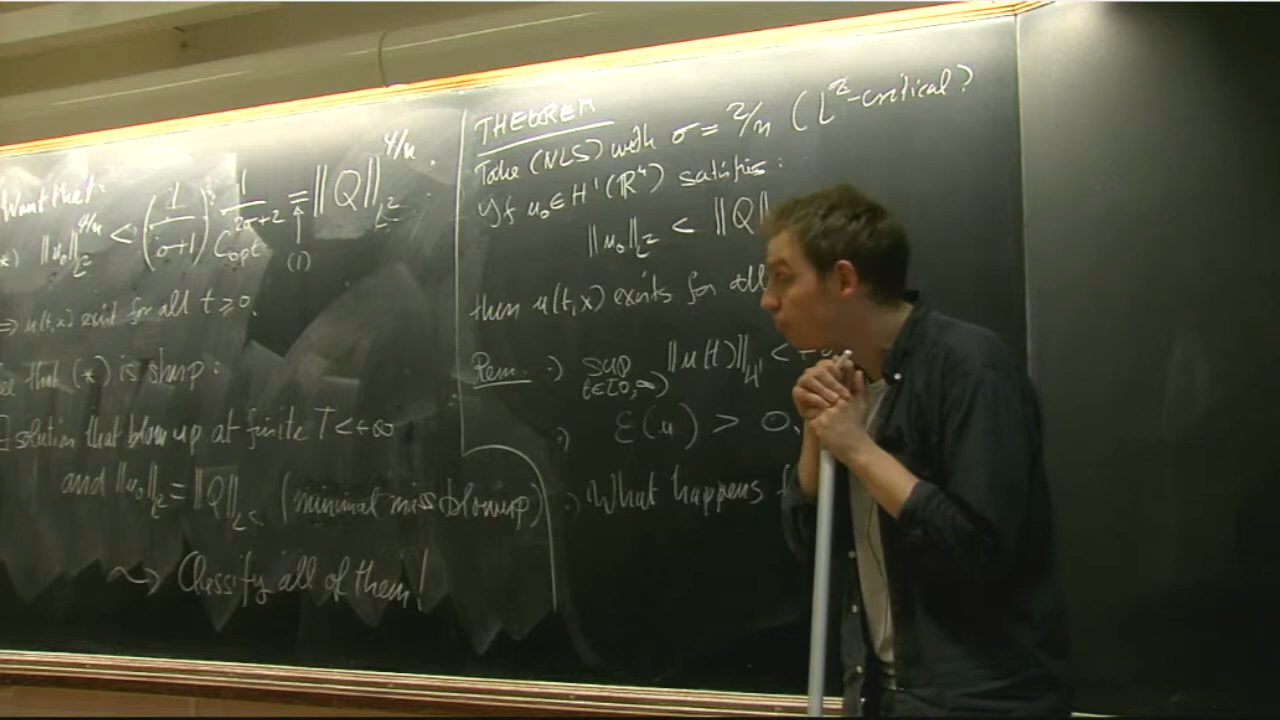 Want that:
*) ‖u₀‖_{L²}^{4/n} < (1/(σ+1)) · 1/C_opt^{2σ+2} = ‖Q‖_{L²}^{4/n}.
(1)
⇒ u(t,x) exist for all t ≥ 0.
that (*) is sharp:
∃ solution that blow up at finite T < +∞
and ‖u₀‖_{L²} = ‖Q‖_{L²} (minimal mass blowup)
⤳ Classify all of them!
THEOREM
Take (NLS) with σ = 2/n (L²-critical)
If u₀ ∈ H¹(ℝⁿ) satisfies:
‖u₀‖_{L²} < ‖Q‖
then u(t,x) exists for all
Rem. ·) sup_{t∈[0,∞)} ‖u(t)‖_{H¹} < +∞
·) ℰ(u) > 0,
·) What happens